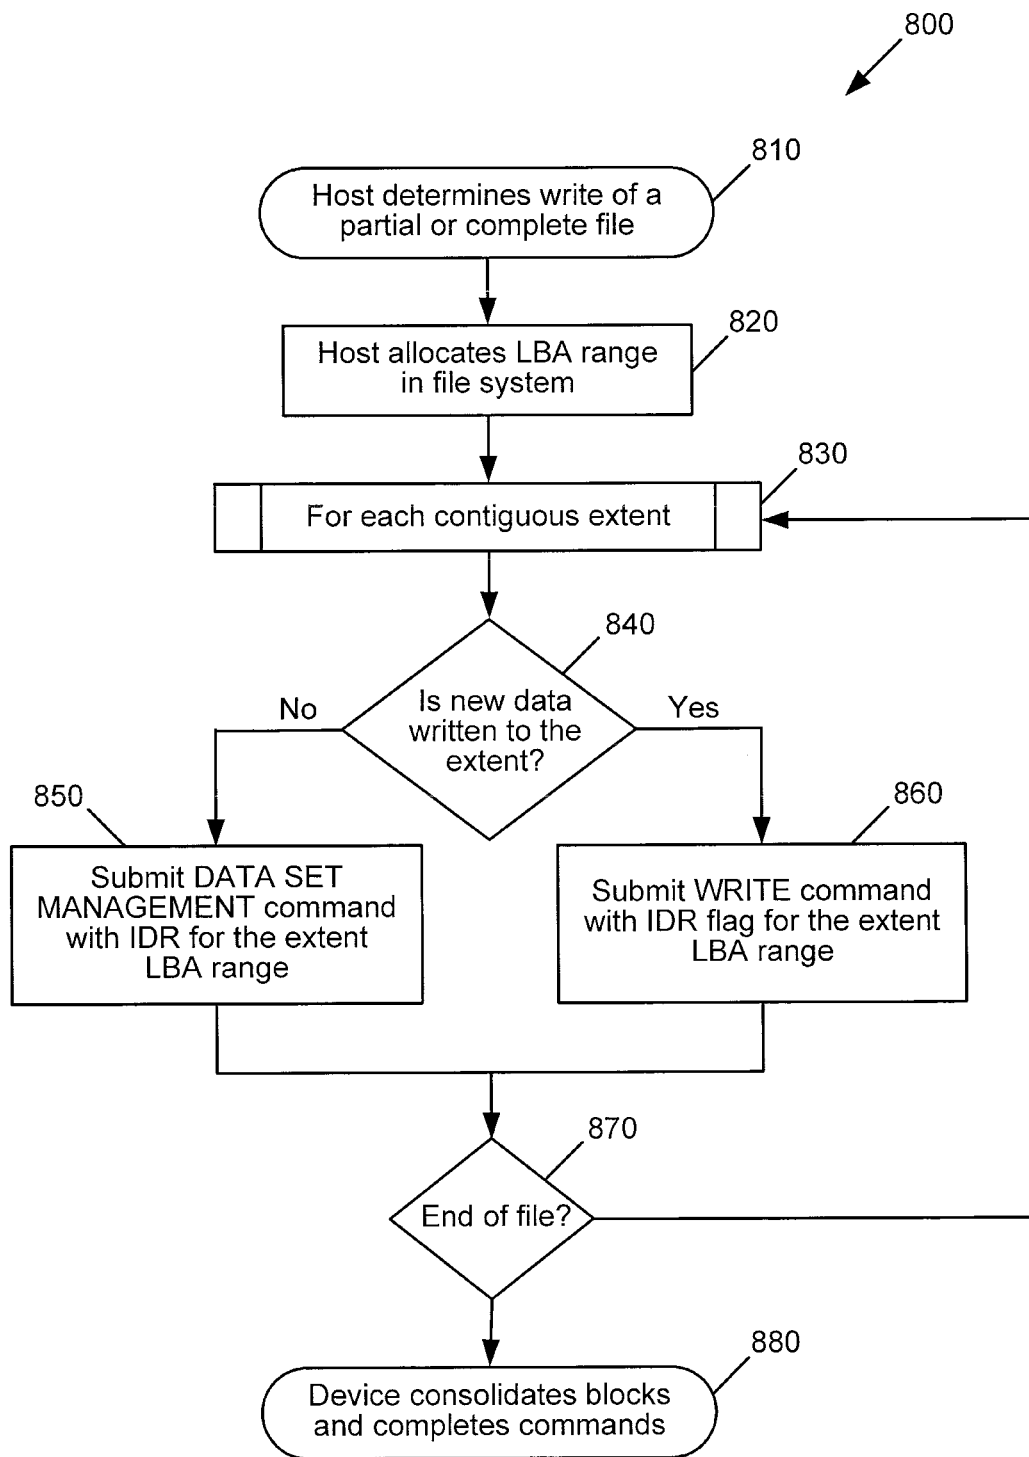 800
810
Host determines write of a
partial or complete file
820
Host allocates LBA range
in file system
830
For each contiguous extent
840
Is new data
written to the
extent?
No
Yes
850
Submit DATA SET
MANAGEMENT command
with IDR for the extent
LBA range
860
Submit WRITE command
with IDR flag for the extent
LBA range
870
End of file?
880
Device consolidates blocks
and completes commands